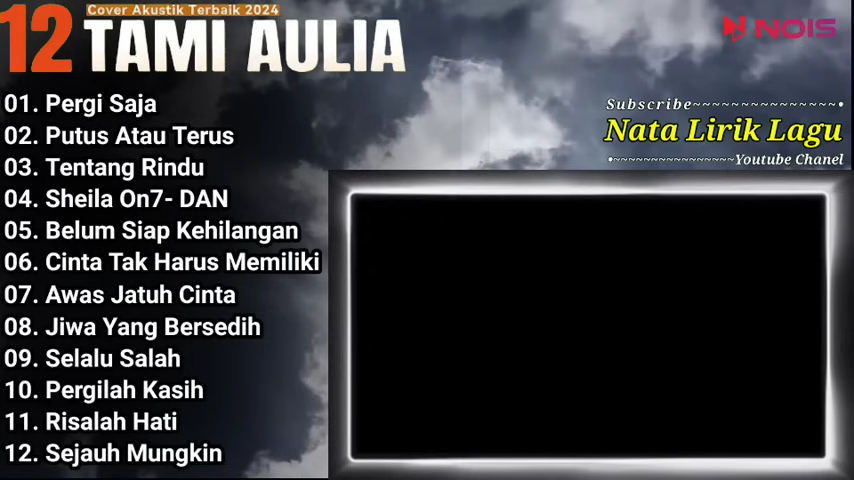 Cover Akustik Terbaik 2024
12 TAMI AULIA
NOIS
01. Pergi Saja
02. Putus Atau Terus
03. Tentang Rindu
04. Sheila On7- DAN
05. Belum Siap Kehilangan
06. Cinta Tak Harus Memiliki
07. Awas Jatuh Cinta
08. Jiwa Yang Bersedih
09. Selalu Salah
10. Pergilah Kasih
11. Risalah Hati
12. Sejauh Mungkin
Subscribe~~~~~~~~~~~~~~~•
Nata Lirik Lagu
•~~~~~~~~~~~~~~~~Youtube Chanel